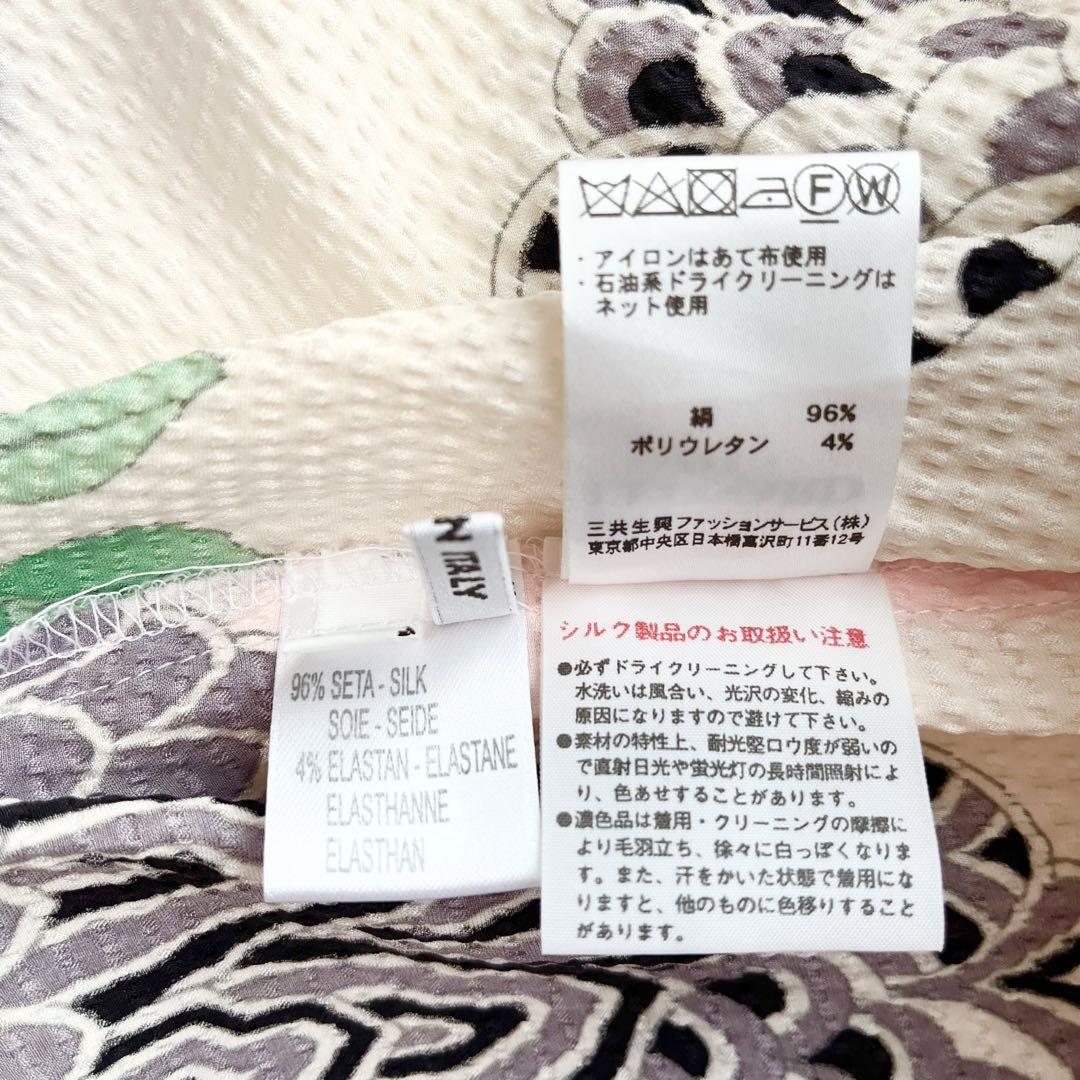 F W
・アイロンはあて布使用
・石油系ドライクリーニングは
ネット使用
絹 96%
ポリウレタン 4%
三共生興ファッションサービス(株)
東京都中央区日本橋富沢町11番12号
N ITALY
96% SETA - SILK
SOIE - SEIDE
4% ELASTAN - ELASTANE
ELASTHANNE
ELASTHAN
シルク製品のお取扱い注意
●必ずドライクリーニングして下さい。
水洗いは風合い、光沢の変化、縮みの
原因になりますので避けて下さい。
●素材の特性上、耐光堅ロウ度が弱いの
で直射日光や蛍光灯の長時間照射によ
り、色あせすることがあります。
●濃色品は着用・クリーニングの摩擦に
より毛羽立ち、徐々に白っぽくなりま
す。また、汗をかいた状態で着用にな
りますと、他のものに色移りすること
があります。